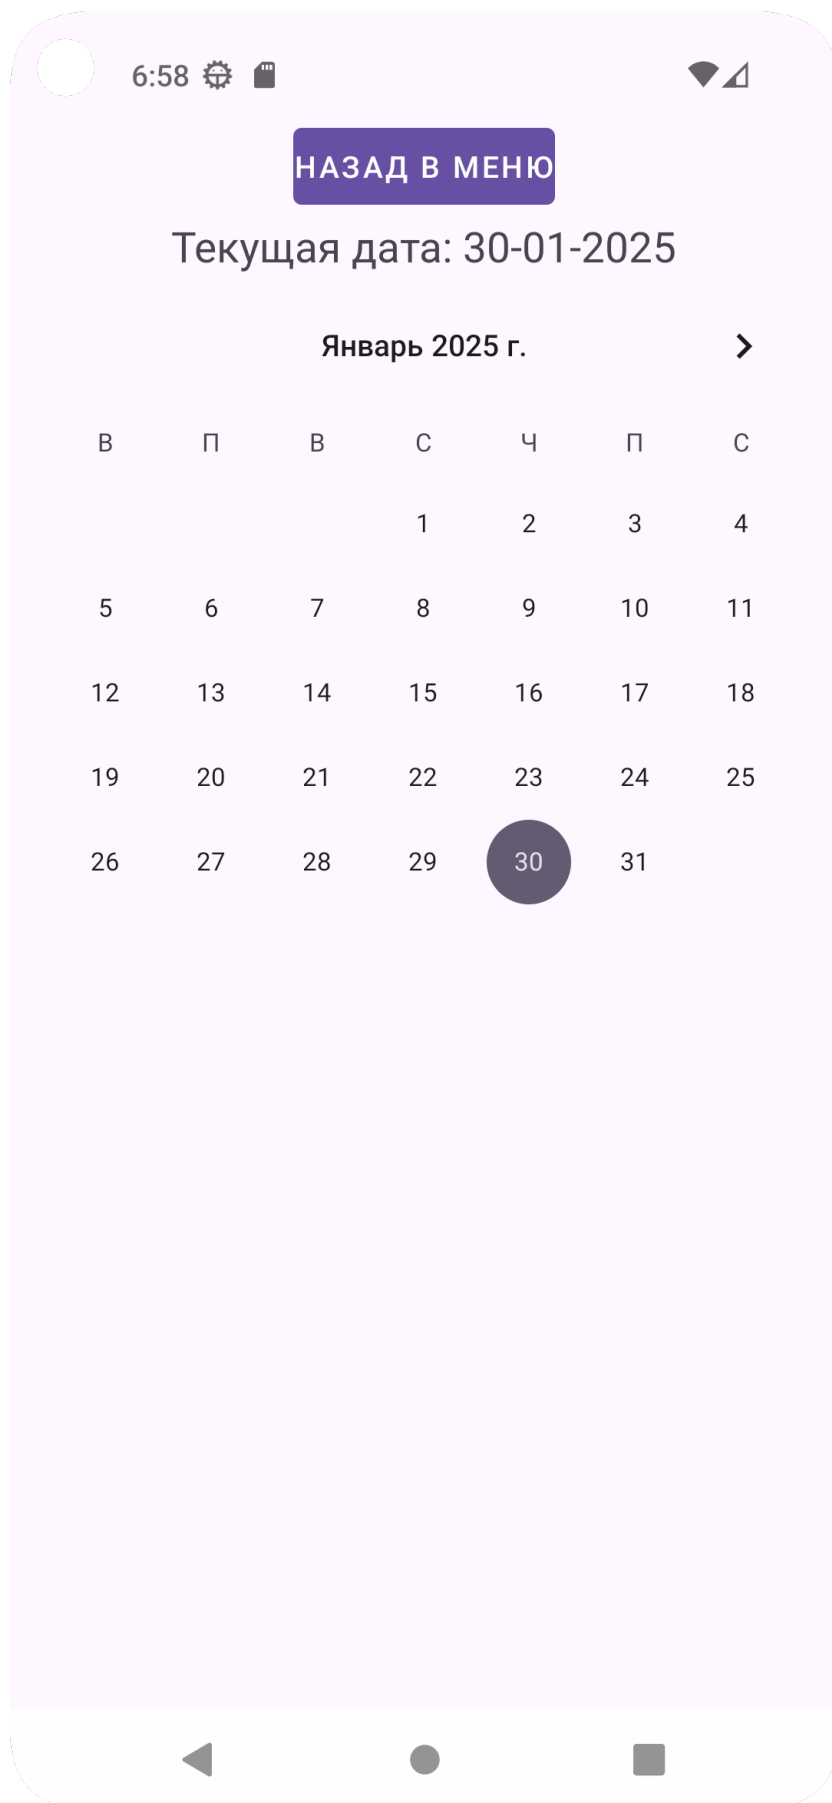 6:58
НАЗАД В МЕНЮ
Текущая дата: 30-01-2025
Январь 2025 г.
В П В С Ч П С
1 2 3 4
5 6 7 8 9 10 11
12 13 14 15 16 17 18
19 20 21 22 23 24 25
26 27 28 29 30 31